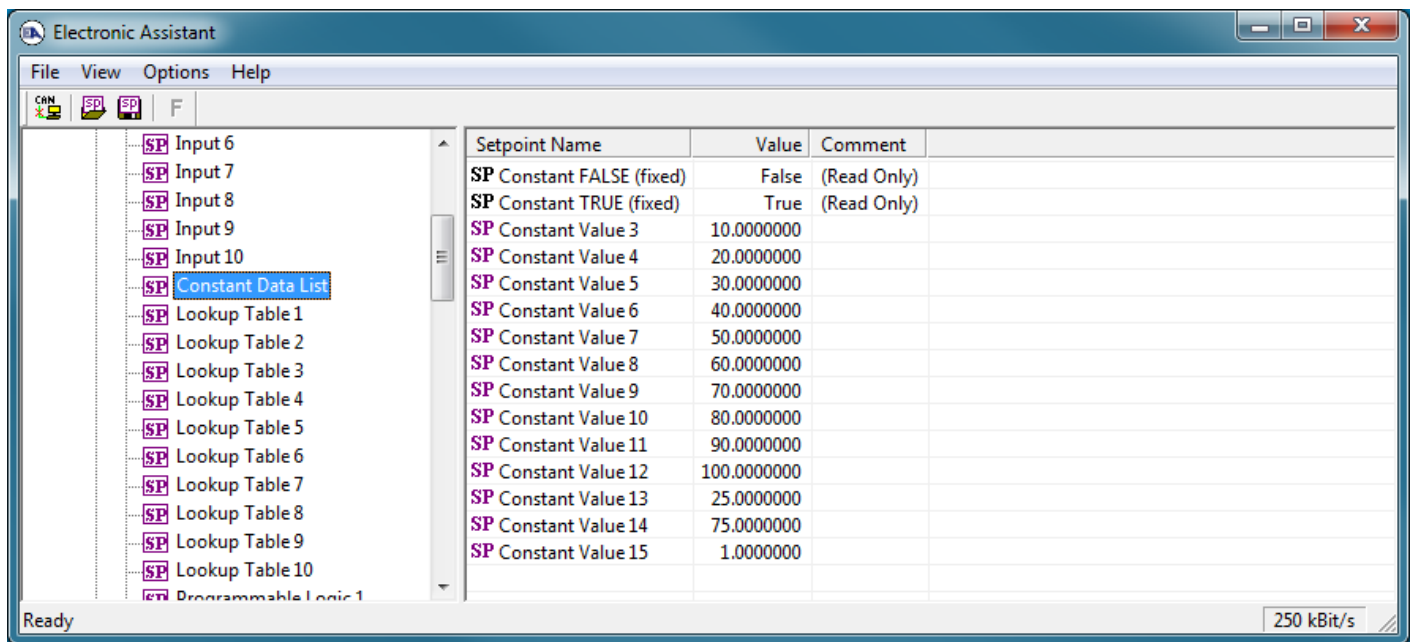 Electronic Assistant
File View Options Help
CAN SP SP F
SP Input 6
SP Input 7
SP Input 8
SP Input 9
SP Input 10
SP Constant Data List
SP Lookup Table 1
SP Lookup Table 2
SP Lookup Table 3
SP Lookup Table 4
SP Lookup Table 5
SP Lookup Table 6
SP Lookup Table 7
SP Lookup Table 8
SP Lookup Table 9
SP Lookup Table 10
SP Programmable Logic 1
Setpoint Name Value Comment
SP Constant FALSE (fixed) False (Read Only)
SP Constant TRUE (fixed) True (Read Only)
SP Constant Value 3 10.0000000
SP Constant Value 4 20.0000000
SP Constant Value 5 30.0000000
SP Constant Value 6 40.0000000
SP Constant Value 7 50.0000000
SP Constant Value 8 60.0000000
SP Constant Value 9 70.0000000
SP Constant Value 10 80.0000000
SP Constant Value 11 90.0000000
SP Constant Value 12 100.0000000
SP Constant Value 13 25.0000000
SP Constant Value 14 75.0000000
SP Constant Value 15 1.0000000
Ready 250 kBit/s